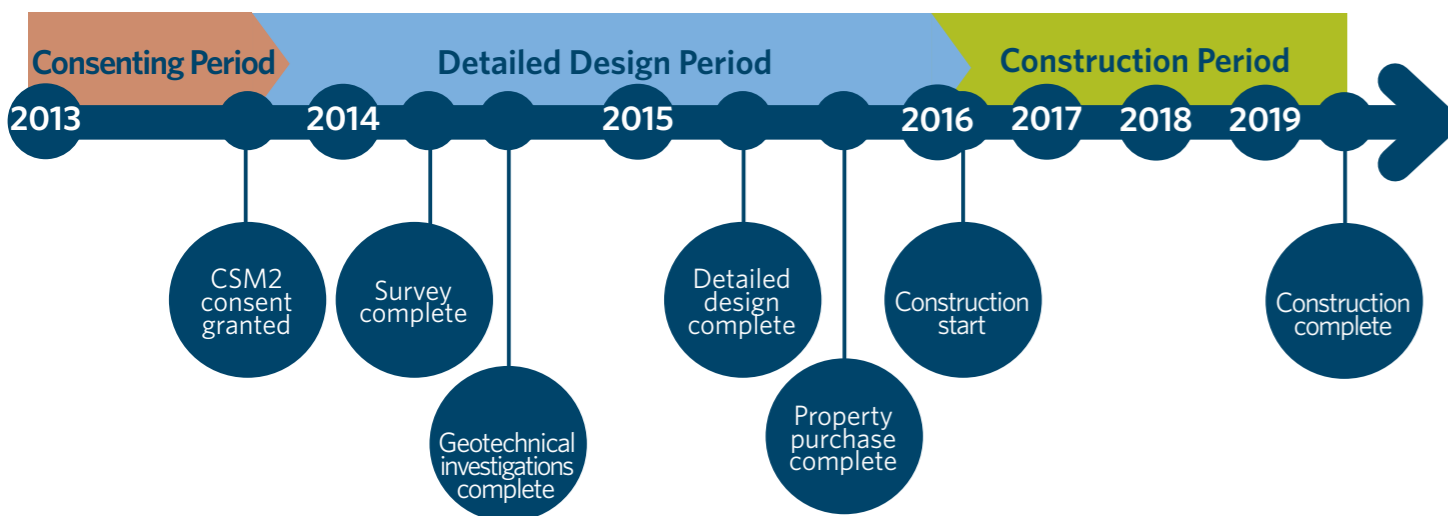 Consenting Period
Detailed Design Period
Construction Period
2013
2014
2015
2016
2017
2018
2019
CSM2
consent
granted
Survey
complete
Geotechnical
investigations
complete
Detailed
design
complete
Property
purchase
complete
Construction
start
Construction
complete